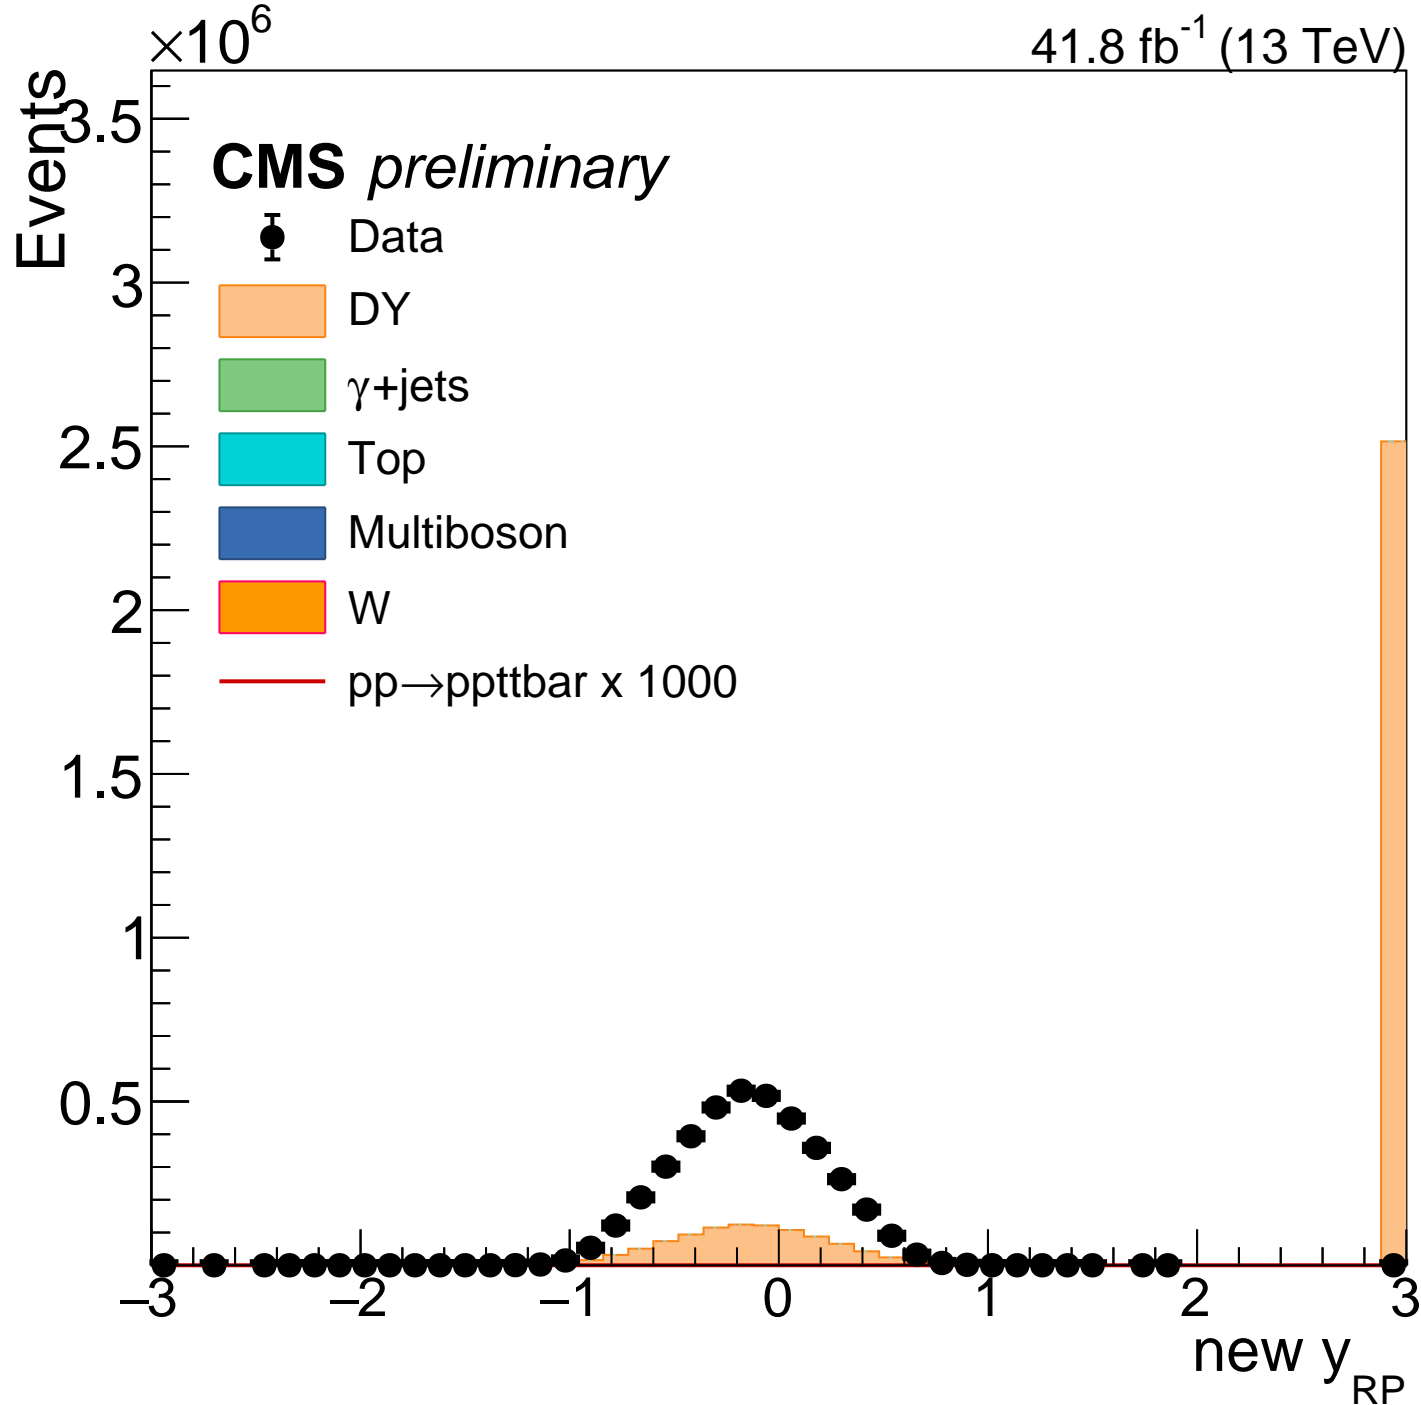 ×10^6
41.8 fb^-1 (13 TeV)
Events
3.5
3
2.5
2
1.5
1
0.5
CMS preliminary
Data
DY
γ+jets
Top
Multiboson
W
pp→ppttbar x 1000
−3 −2 −1 0 1 2 3
new y_RP